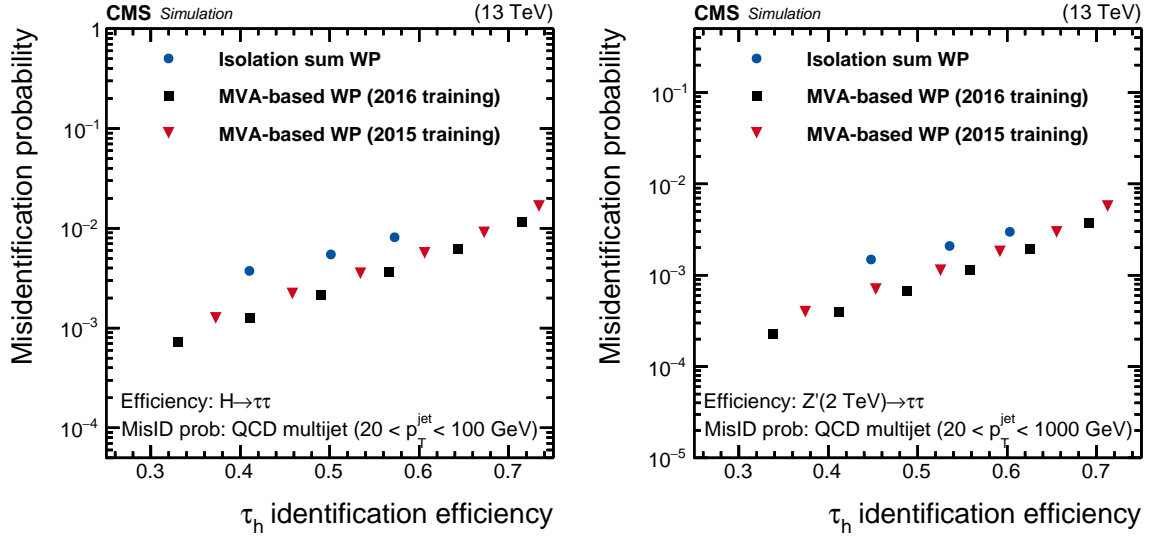 CMS Simulation (13 TeV)
Misidentification probability
1
10⁻¹
10⁻²
10⁻³
10⁻⁴
Isolation sum WP
MVA-based WP (2016 training)
MVA-based WP (2015 training)
Efficiency: H→ττ
MisID prob: QCD multijet (20 < p_T^jet < 100 GeV)
0.3 0.4 0.5 0.6 0.7
τ_h identification efficiency
CMS Simulation (13 TeV)
Misidentification probability
10⁻¹
10⁻²
10⁻³
10⁻⁴
10⁻⁵
Isolation sum WP
MVA-based WP (2016 training)
MVA-based WP (2015 training)
Efficiency: Z'(2 TeV)→ττ
MisID prob: QCD multijet (20 < p_T^jet < 1000 GeV)
0.3 0.4 0.5 0.6 0.7
τ_h identification efficiency